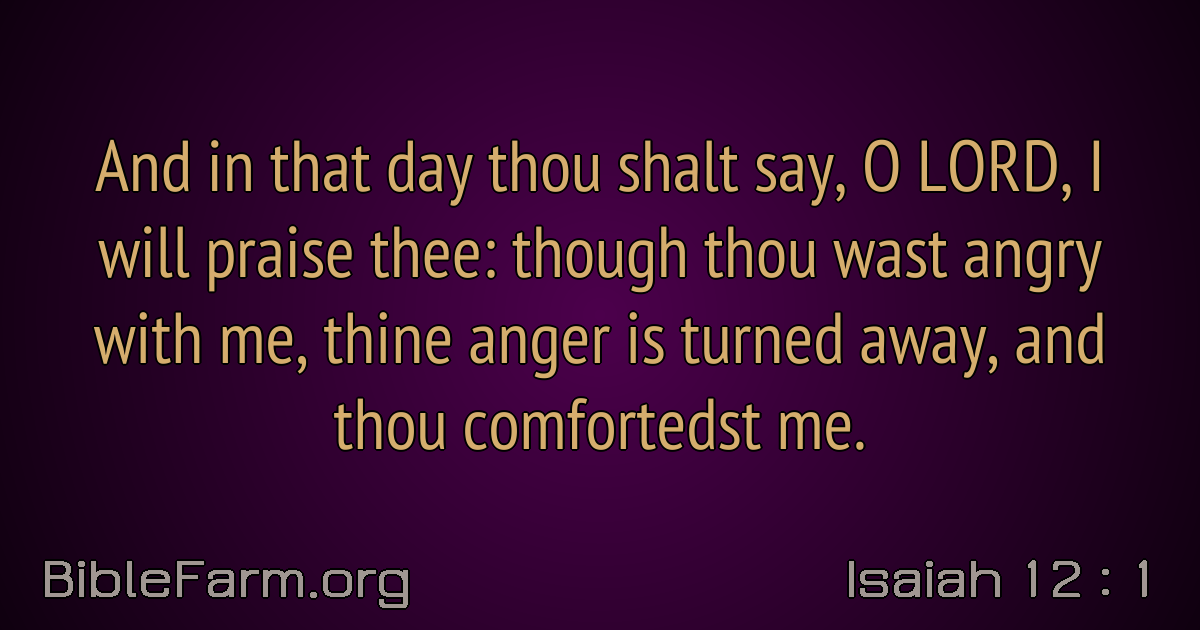 And in that day thou shalt say, O LORD, I
will praise thee: though thou wast angry
with me, thine anger is turned away, and
thou comfortedst me.
BibleFarm.org
Isaiah 12 : 1